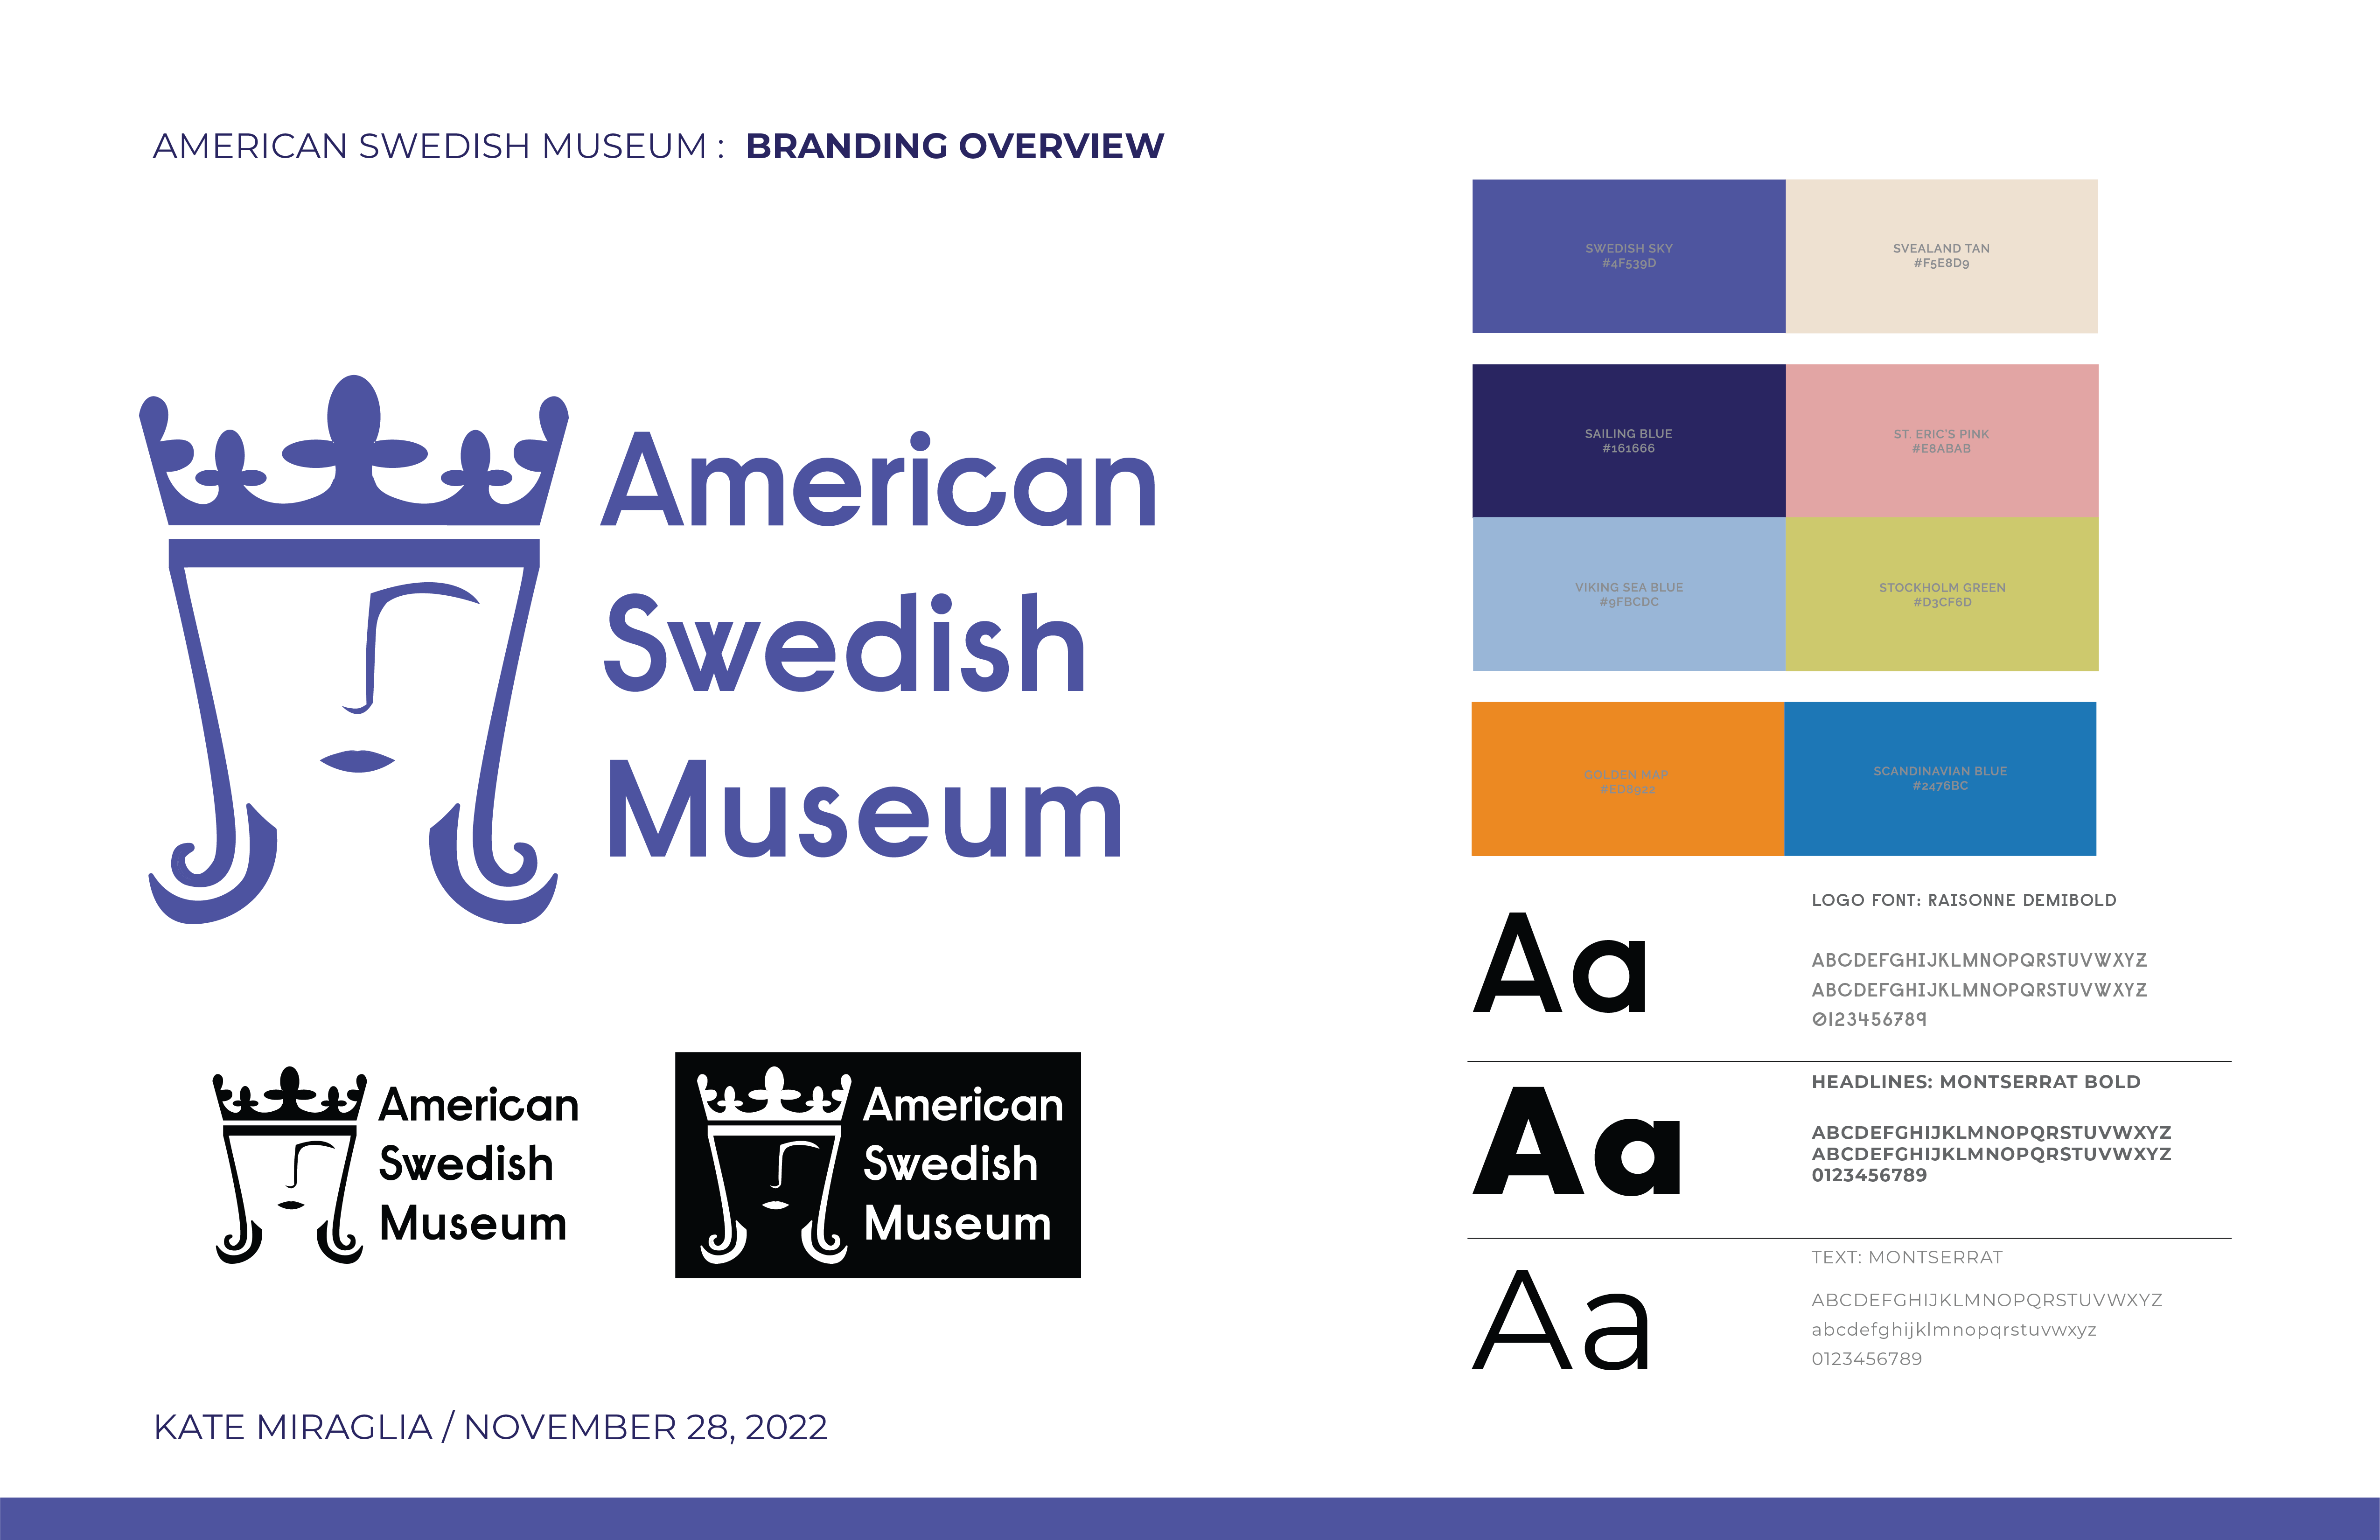 AMERICAN SWEDISH MUSEUM : BRANDING OVERVIEW
American
Swedish
Museum
American
Swedish
Museum
American
Swedish
Museum
KATE MIRAGLIA / NOVEMBER 28, 2022
SWEDISH SKY
#4F539D
SVEALAND TAN
#F5E8D9
SAILING BLUE
#161666
ST. ERIC'S PINK
#E8ABAB
VIKING SEA BLUE
#9FBCDC
STOCKHOLM GREEN
#D3CF6D
GOLDEN MAP
#ED8922
SCANDINAVIAN BLUE
#2476BC
Aa
LOGO FONT: RAISONNE DEMIBOLD
ABCDEFGHIJKLMNOPQRSTUVWXYZ
ABCDEFGHIJKLMNOPQRSTUVWXYZ
0123456789
Aa
HEADLINES: MONTSERRAT BOLD
ABCDEFGHIJKLMNOPQRSTUVWXYZ
ABCDEFGHIJKLMNOPQRSTUVWXYZ
0123456789
Aa
TEXT: MONTSERRAT
ABCDEFGHIJKLMNOPQRSTUVWXYZ
abcdefghijklmnopqrstuvwxyz
0123456789